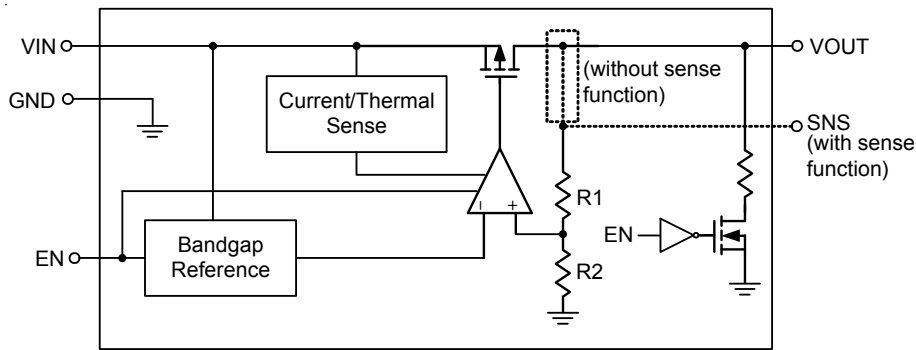 VIN
VOUT
(without sense
function)
GND
Current/Thermal
Sense
SNS
(with sense
function)
R1
− +
EN
EN
Bandgap
Reference
R2